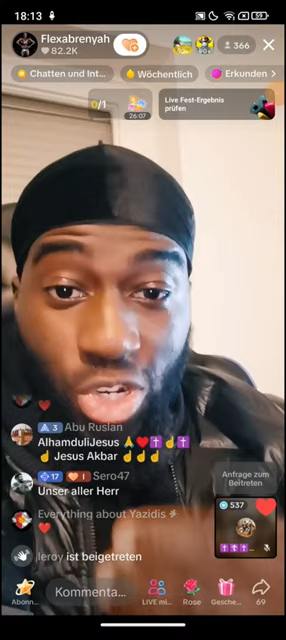 18:13
59
Flexabrenyah
82.2K
366
Chatten und Int...
Wöchentlich
Erkunden
0/1
26:07
Live Fest-Ergebnis
prüfen
3 Abu Ruslan
AlhamduliJesus 🙏❤️✝️☝️✝️
☝️ Jesus Akbar ☝️☝️☝️
17 I Sero47
Unser aller Herr
Everything about Yazidis
❤️
leroy ist beigetreten
Anfrage zum
Beitreten
537
Abonn...
Kommenta...
LIVE mi...
Rose
Gesche...
69